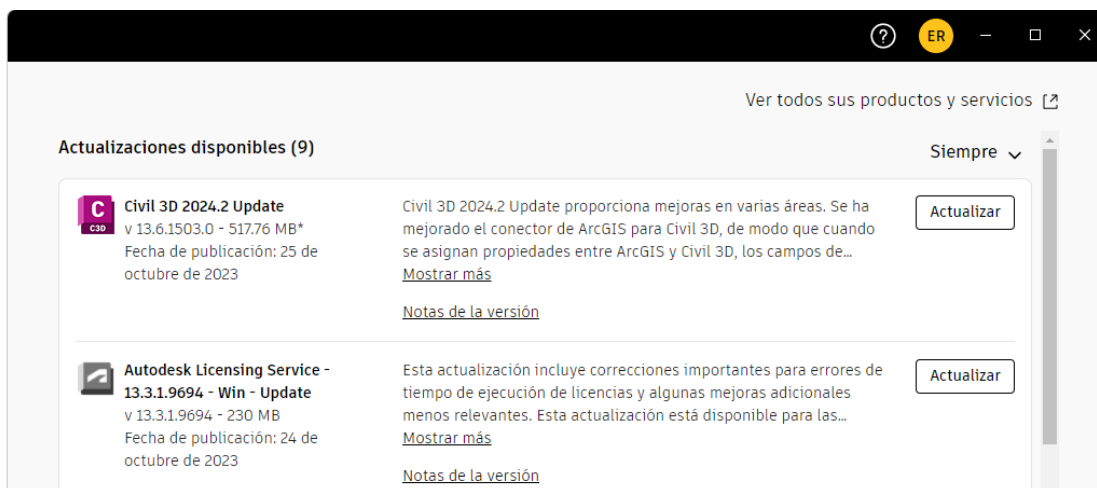 ER
Ver todos sus productos y servicios
Actualizaciones disponibles (9)
Siempre
C
C3D
Civil 3D 2024.2 Update
v 13.6.1503.0 - 517.76 MB*
Fecha de publicación: 25 de
octubre de 2023
Civil 3D 2024.2 Update proporciona mejoras en varias áreas. Se ha
mejorado el conector de ArcGIS para Civil 3D, de modo que cuando
se asignan propiedades entre ArcGIS y Civil 3D, los campos de...
Mostrar más
Notas de la versión
Actualizar
Autodesk Licensing Service -
13.3.1.9694 - Win - Update
v 13.3.1.9694 - 230 MB
Fecha de publicación: 24 de
octubre de 2023
Esta actualización incluye correcciones importantes para errores de
tiempo de ejecución de licencias y algunas mejoras adicionales
menos relevantes. Esta actualización está disponible para las...
Mostrar más
Notas de la versión
Actualizar